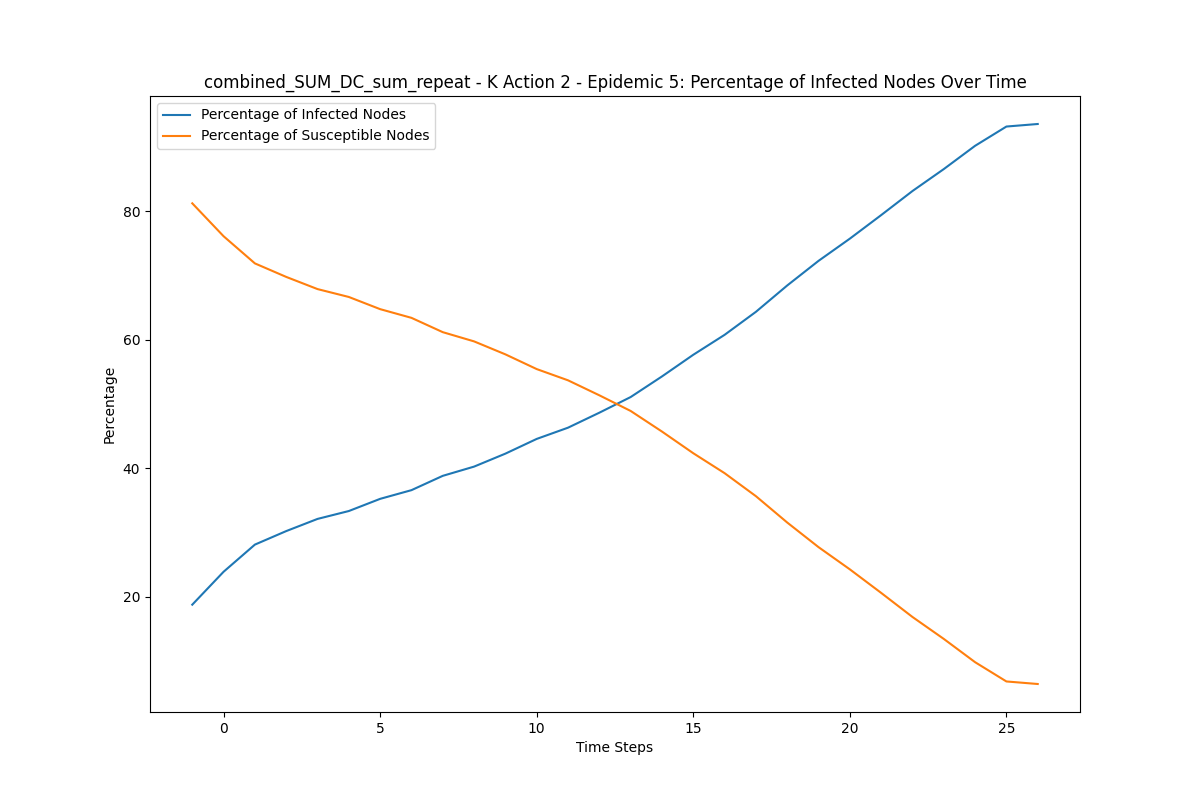 combined_SUM_DC_sum_repeat - K Action 2 - Epidemic 5: Percentage of Infected Nodes Over Time
Percentage of Infected Nodes
Percentage of Susceptible Nodes
80
60
40
20
Percentage
0 5 10 15 20 25
Time Steps